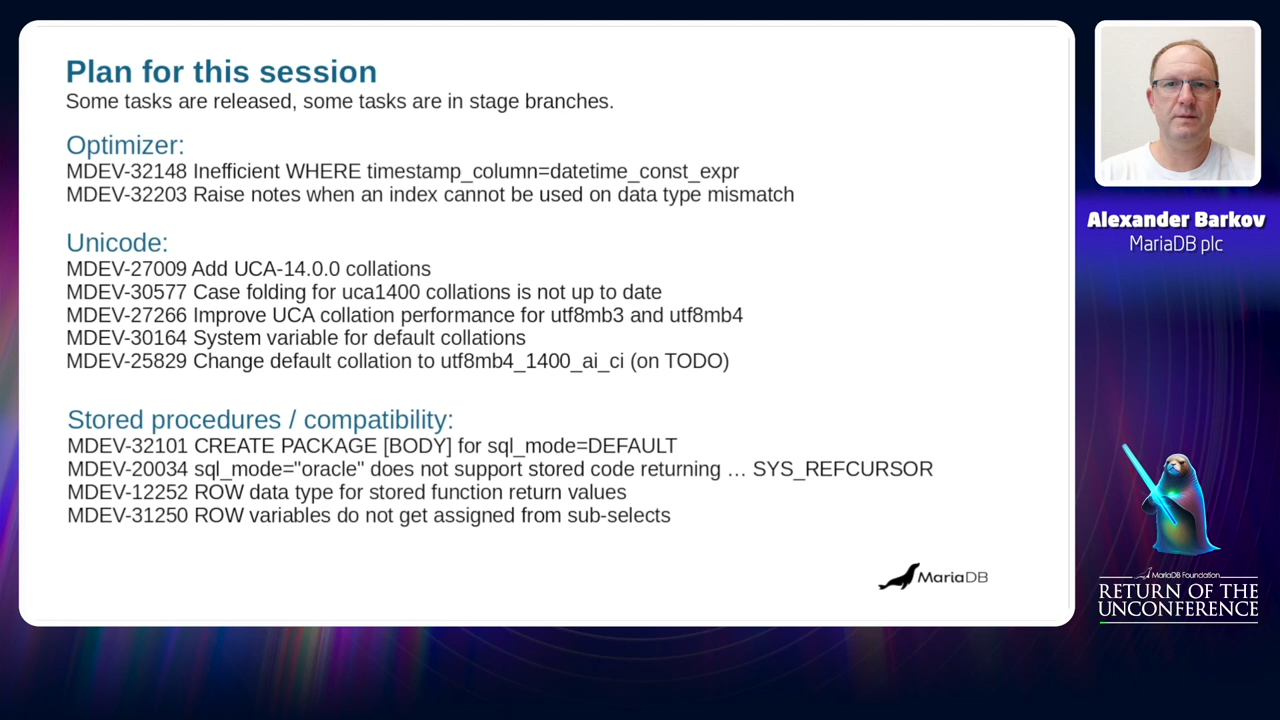 Plan for this session
Some tasks are released, some tasks are in stage branches.
Optimizer:
MDEV-32148 Inefficient WHERE timestamp_column=datetime_const_expr
MDEV-32203 Raise notes when an index cannot be used on data type mismatch
Unicode:
MDEV-27009 Add UCA-14.0.0 collations
MDEV-30577 Case folding for uca1400 collations is not up to date
MDEV-27266 Improve UCA collation performance for utf8mb3 and utf8mb4
MDEV-30164 System variable for default collations
MDEV-25829 Change default collation to utf8mb4_1400_ai_ci (on TODO)
Stored procedures / compatibility:
MDEV-32101 CREATE PACKAGE [BODY] for sql_mode=DEFAULT
MDEV-20034 sql_mode="oracle" does not support stored code returning … SYS_REFCURSOR
MDEV-12252 ROW data type for stored function return values
MDEV-31250 ROW variables do not get assigned from sub-selects
MariaDB
Alexander Barkov
MariaDB plc
MariaDB Foundation
RETURN OF THE
UNCONFERENCE